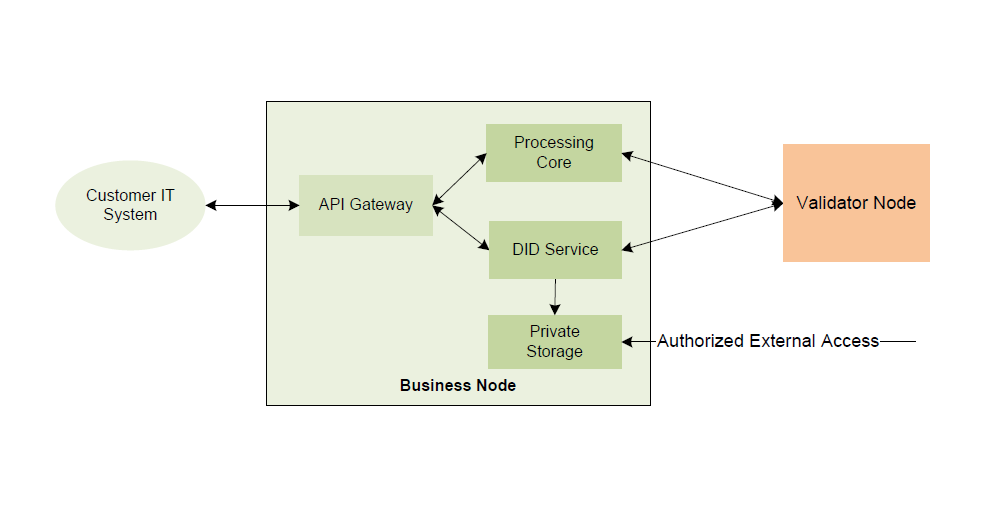 Customer IT
System
API Gateway
Processing
Core
DID Service
Private
Storage
Business Node
Validator Node
Authorized External Access